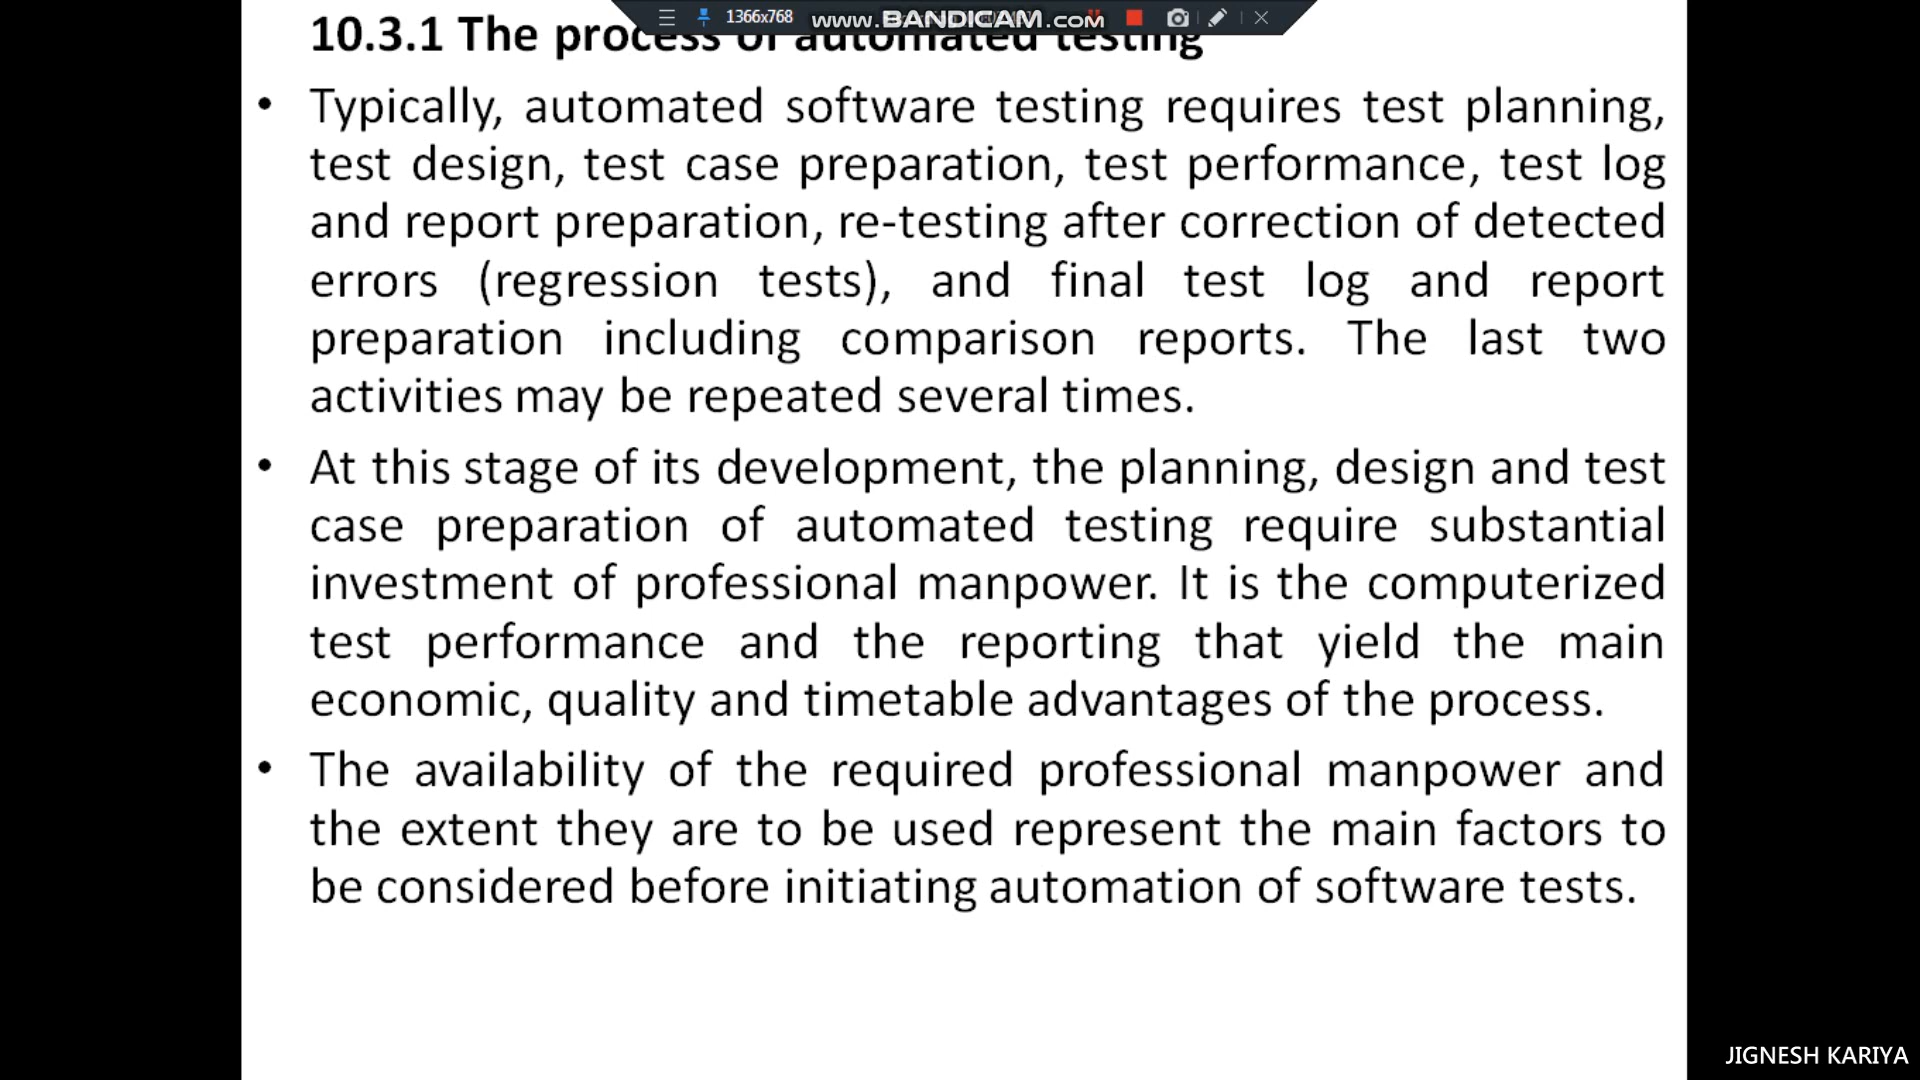 1366x768 www.BANDICAM.com
10.3.1 The process of automated testing
• Typically, automated software testing requires test planning,
test design, test case preparation, test performance, test log
and report preparation, re-testing after correction of detected
errors (regression tests), and final test log and report
preparation including comparison reports. The last two
activities may be repeated several times.
• At this stage of its development, the planning, design and test
case preparation of automated testing require substantial
investment of professional manpower. It is the computerized
test performance and the reporting that yield the main
economic, quality and timetable advantages of the process.
• The availability of the required professional manpower and
the extent they are to be used represent the main factors to
be considered before initiating automation of software tests.
JIGNESH KARIYA